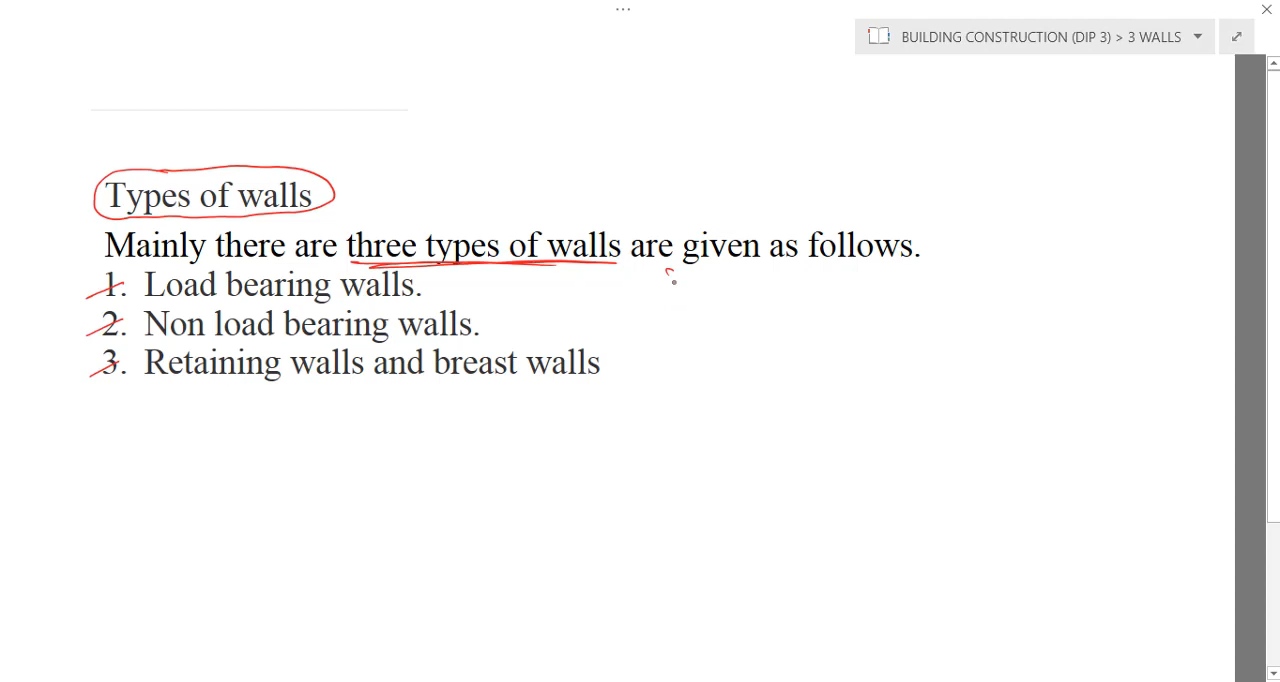 BUILDING CONSTRUCTION (DIP 3) > 3 WALLS
Types of walls
Mainly there are three types of walls are given as follows.
1. Load bearing walls.
2. Non load bearing walls.
3. Retaining walls and breast walls